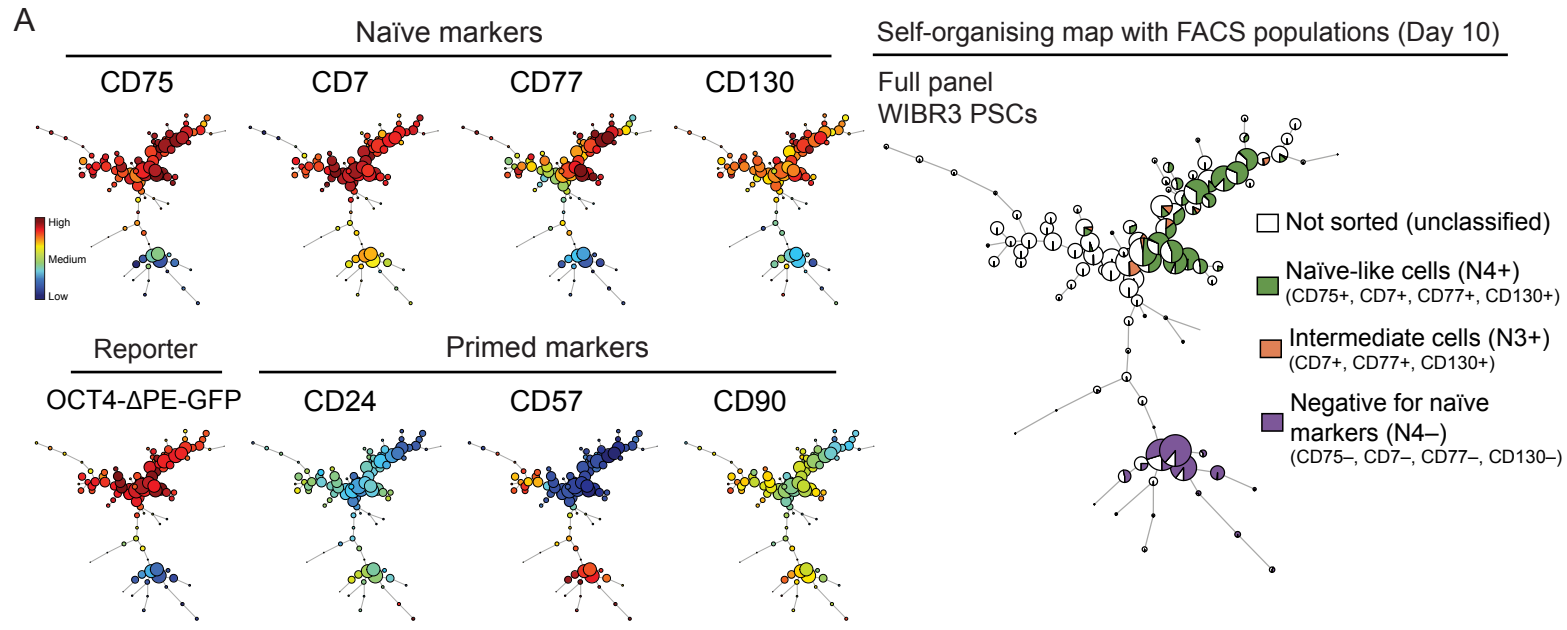 A
Naïve markers
CD75
CD7
CD77
CD130
High
Medium
Low
Reporter
OCT4-ΔPE-GFP
Primed markers
CD24
CD57
CD90
Self-organising map with FACS populations (Day 10)
Full panel
WIBR3 PSCs
Not sorted (unclassified)
Naïve-like cells (N4+)
(CD75+, CD7+, CD77+, CD130+)
Intermediate cells (N3+)
(CD7+, CD77+, CD130+)
Negative for naïve
markers (N4–)
(CD75–, CD7–, CD77–, CD130–)